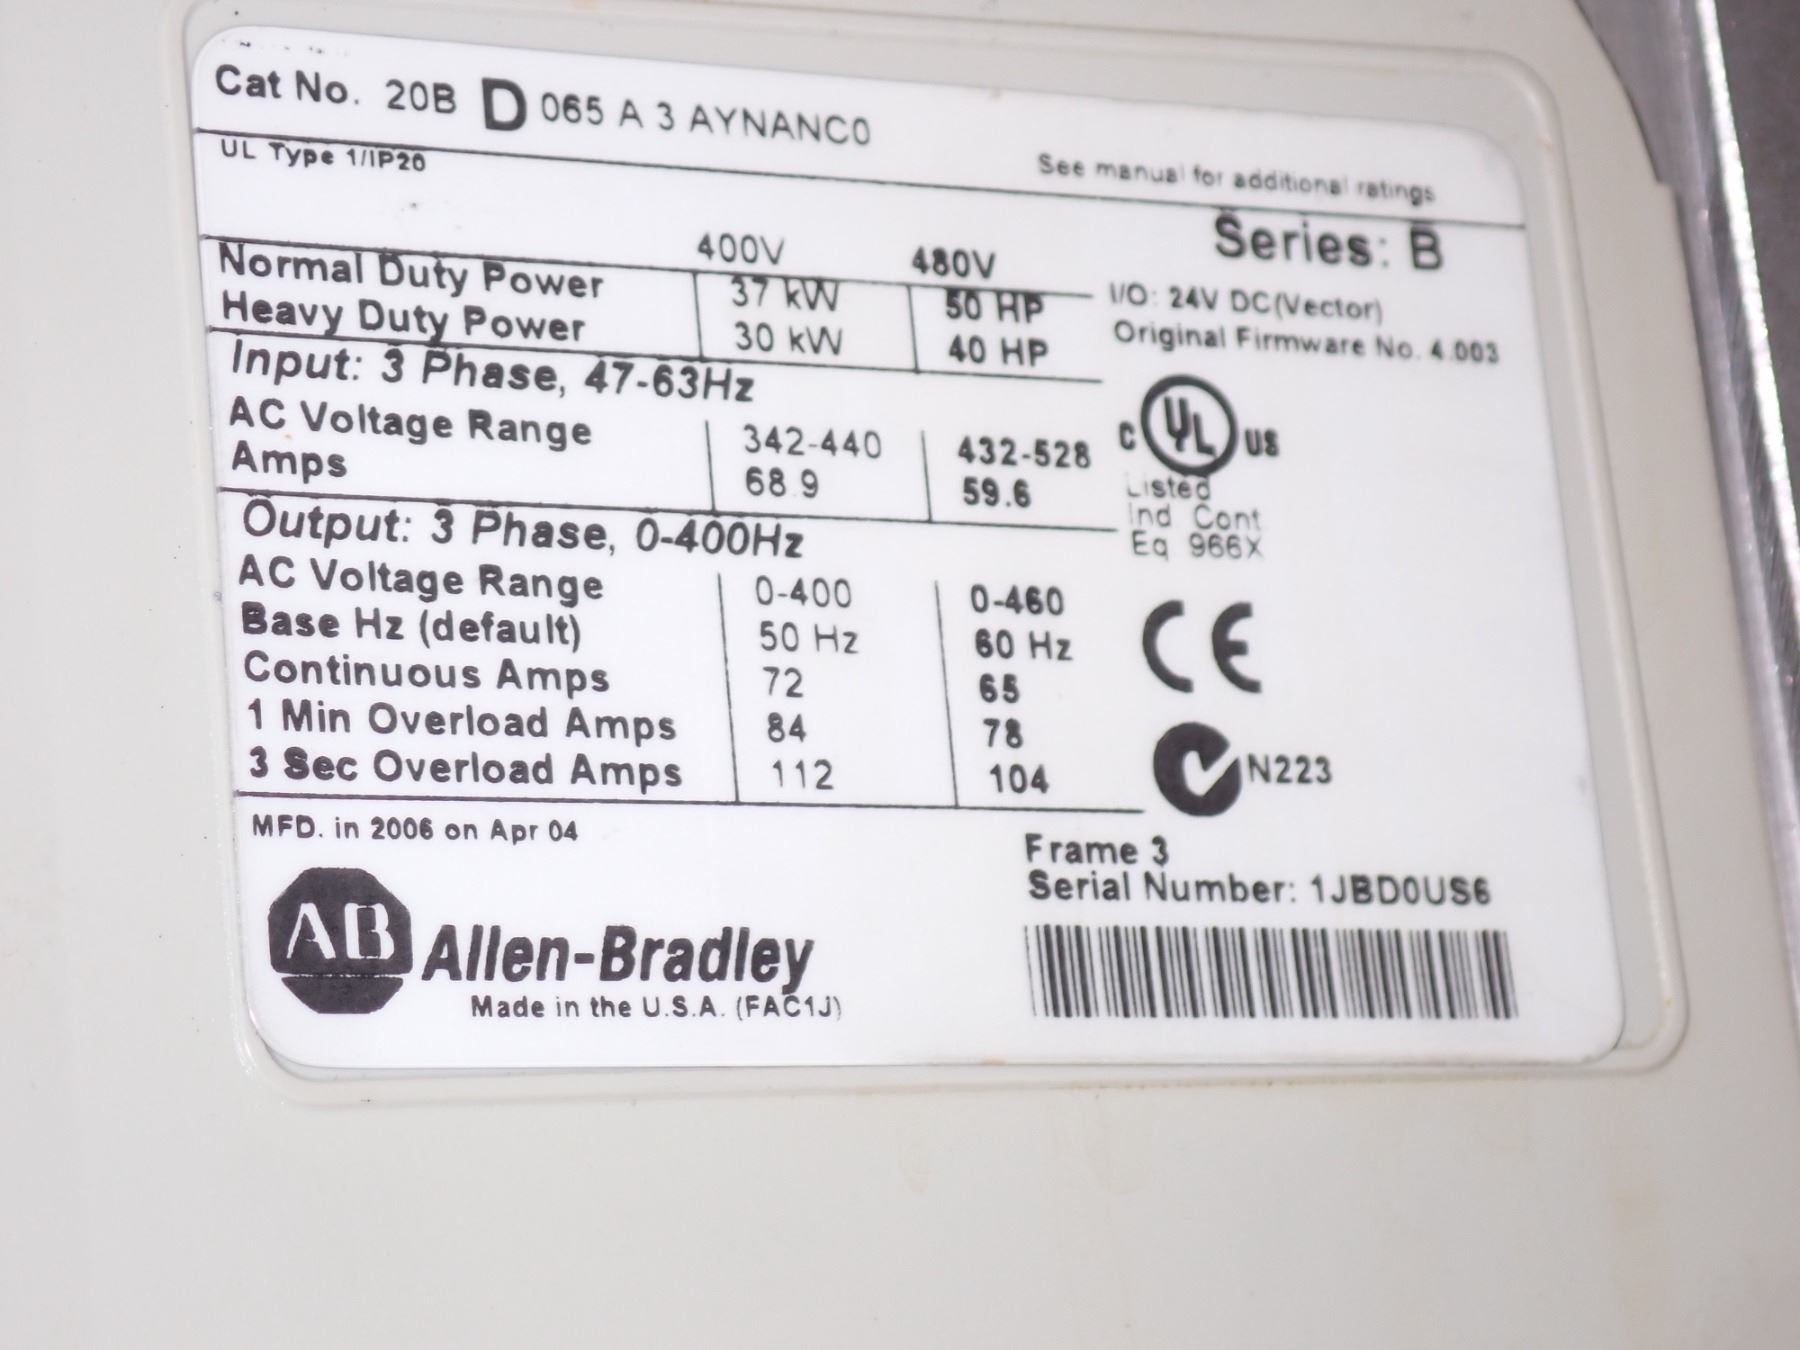 Cat No. 20B D 065 A 3 AYNANC0
UL Type 1/IP20
See manual for additional ratings
Series: B
400V 480V
Normal Duty Power 37 kW 50 HP
Heavy Duty Power 30 kW 40 HP
I/O: 24V DC(Vector)
Original Firmware No. 4.003
Input: 3 Phase, 47-63Hz
AC Voltage Range 342-440 432-528
Amps 68.9 59.6
C UL US
Listed
Ind Cont
Eq 966X
Output: 3 Phase, 0-400Hz
AC Voltage Range 0-400 0-460
Base Hz (default) 50 Hz 60 Hz
Continuous Amps 72 65
1 Min Overload Amps 84 78
3 Sec Overload Amps 112 104
CE
N223
MFD. in 2006 on Apr 04
Frame 3
Serial Number: 1JBD0US6
AB Allen-Bradley
Made in the U.S.A. (FAC1J)